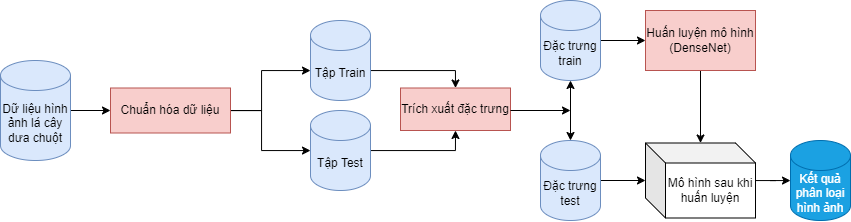 Dữ liệu hình
ảnh lá cây
dưa chuột
Chuẩn hóa dữ liệu
Tập Train
Tập Test
Trích xuất đặc trưng
Đặc trưng
train
Đặc trưng
test
Huấn luyện mô hình
(DenseNet)
Mô hình sau khi
huấn luyện
Kết quả
phân loại
hình ảnh